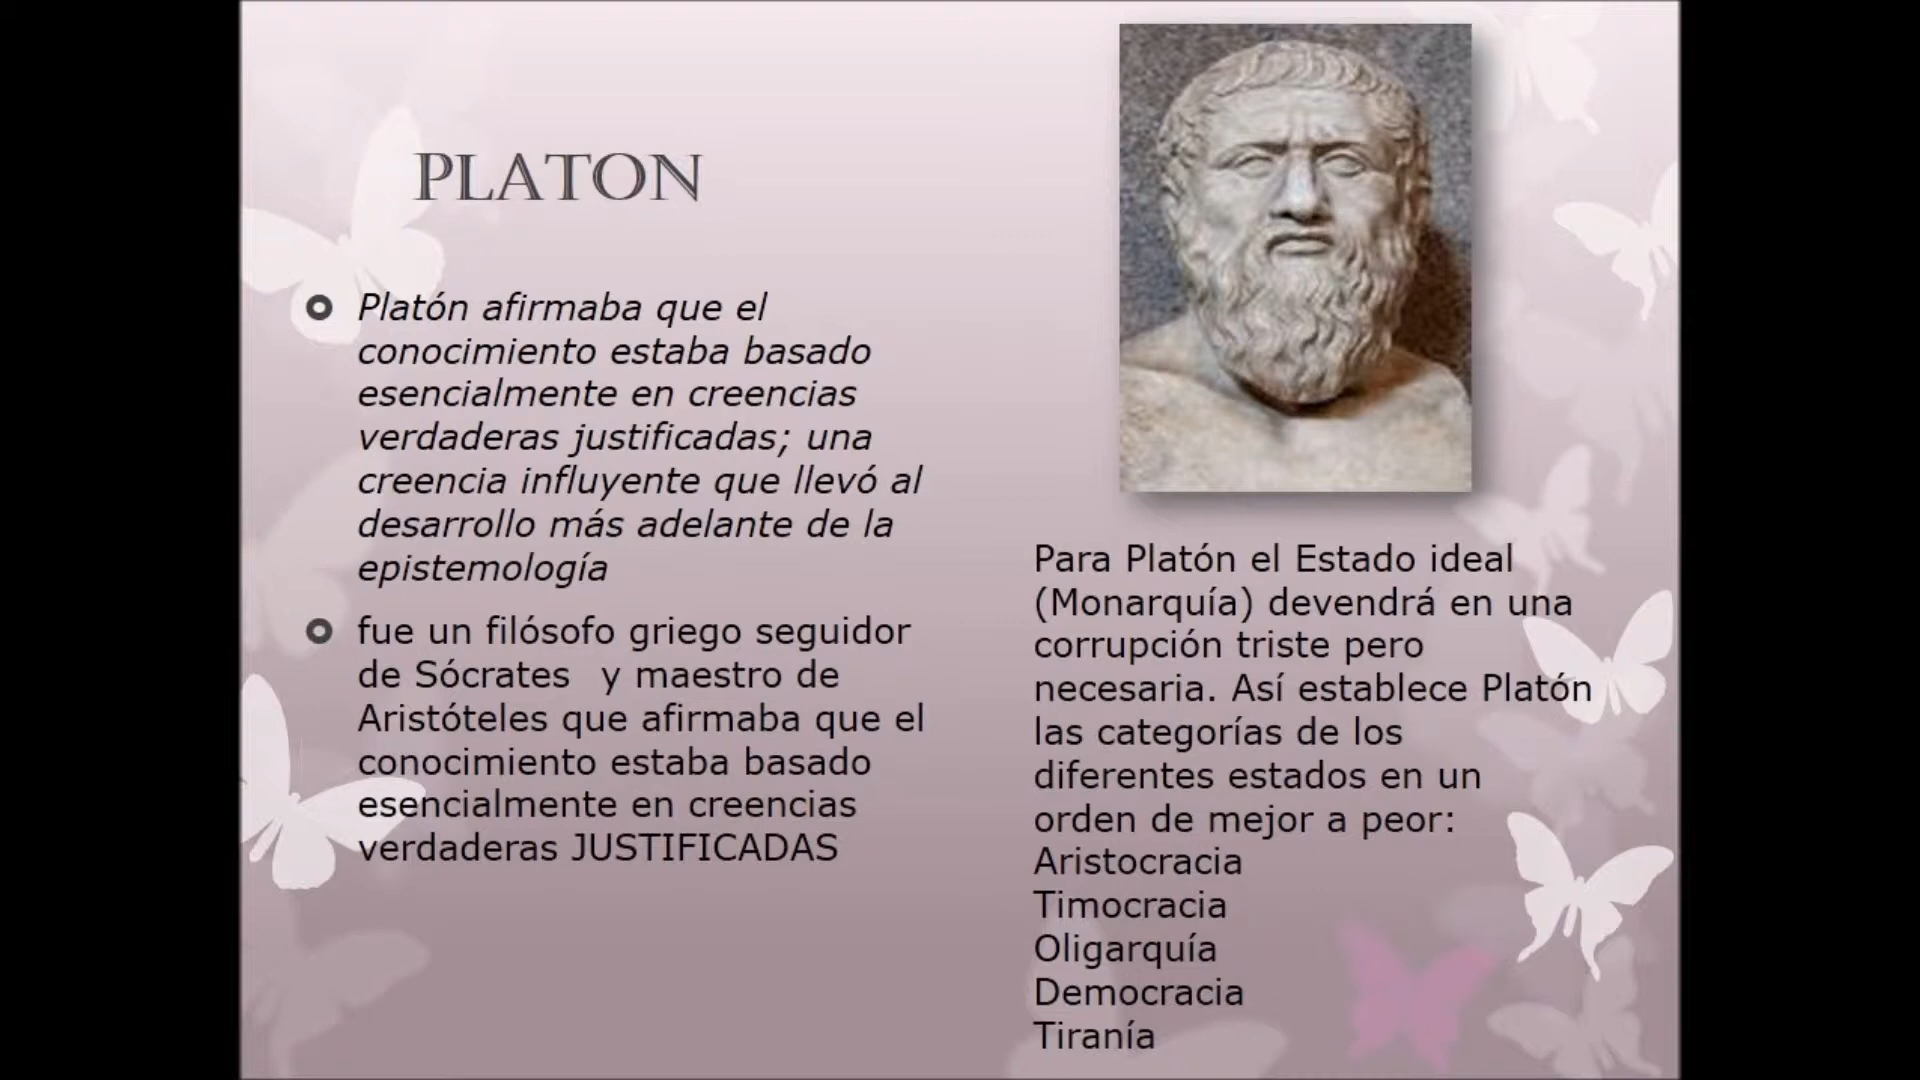 PLATON
Platón afirmaba que el
conocimiento estaba basado
esencialmente en creencias
verdaderas justificadas; una
creencia influyente que llevó al
desarrollo más adelante de la
epistemología
fue un filósofo griego seguidor
de Sócrates y maestro de
Aristóteles que afirmaba que el
conocimiento estaba basado
esencialmente en creencias
verdaderas JUSTIFICADAS
Para Platón el Estado ideal
(Monarquía) devendrá en una
corrupción triste pero
necesaria. Así establece Platón
las categorías de los
diferentes estados en un
orden de mejor a peor:
Aristocracia
Timocracia
Oligarquía
Democracia
Tiranía